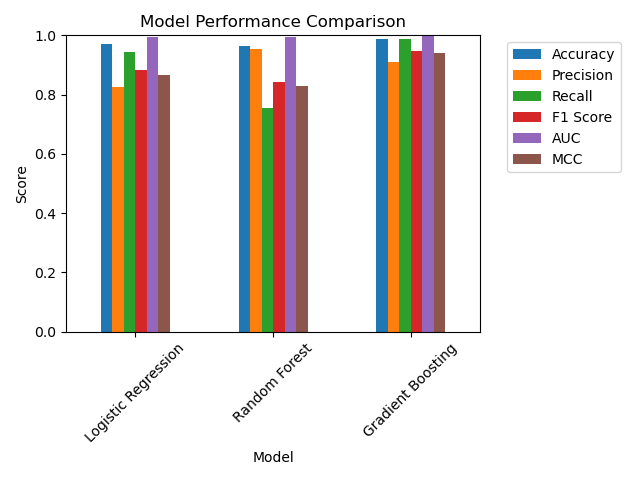 Model Performance Comparison
1.0
0.8
0.6
0.4
0.2
0.0
Score
Logistic Regression
Random Forest
Gradient Boosting
Model
Accuracy
Precision
Recall
F1 Score
AUC
MCC